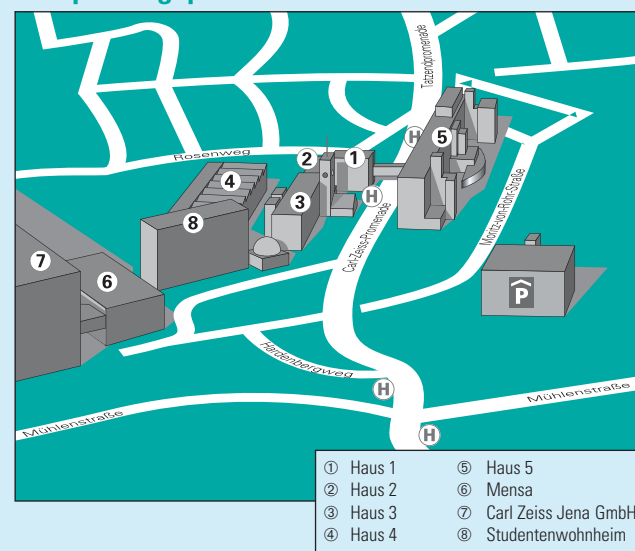 Tatzendpromenade
H
5
2
1
Rosenweg
4
H
3
8
Carl-Zeiss-Promenade
Moritz-von-Rohr-Straße
7
6
P
Hardenbergweg
H
Mühlenstraße
Mühlenstraße
H
① Haus 1
② Haus 2
③ Haus 3
④ Haus 4
⑤ Haus 5
⑥ Mensa
⑦ Carl Zeiss Jena GmbH
⑧ Studentenwohnheim